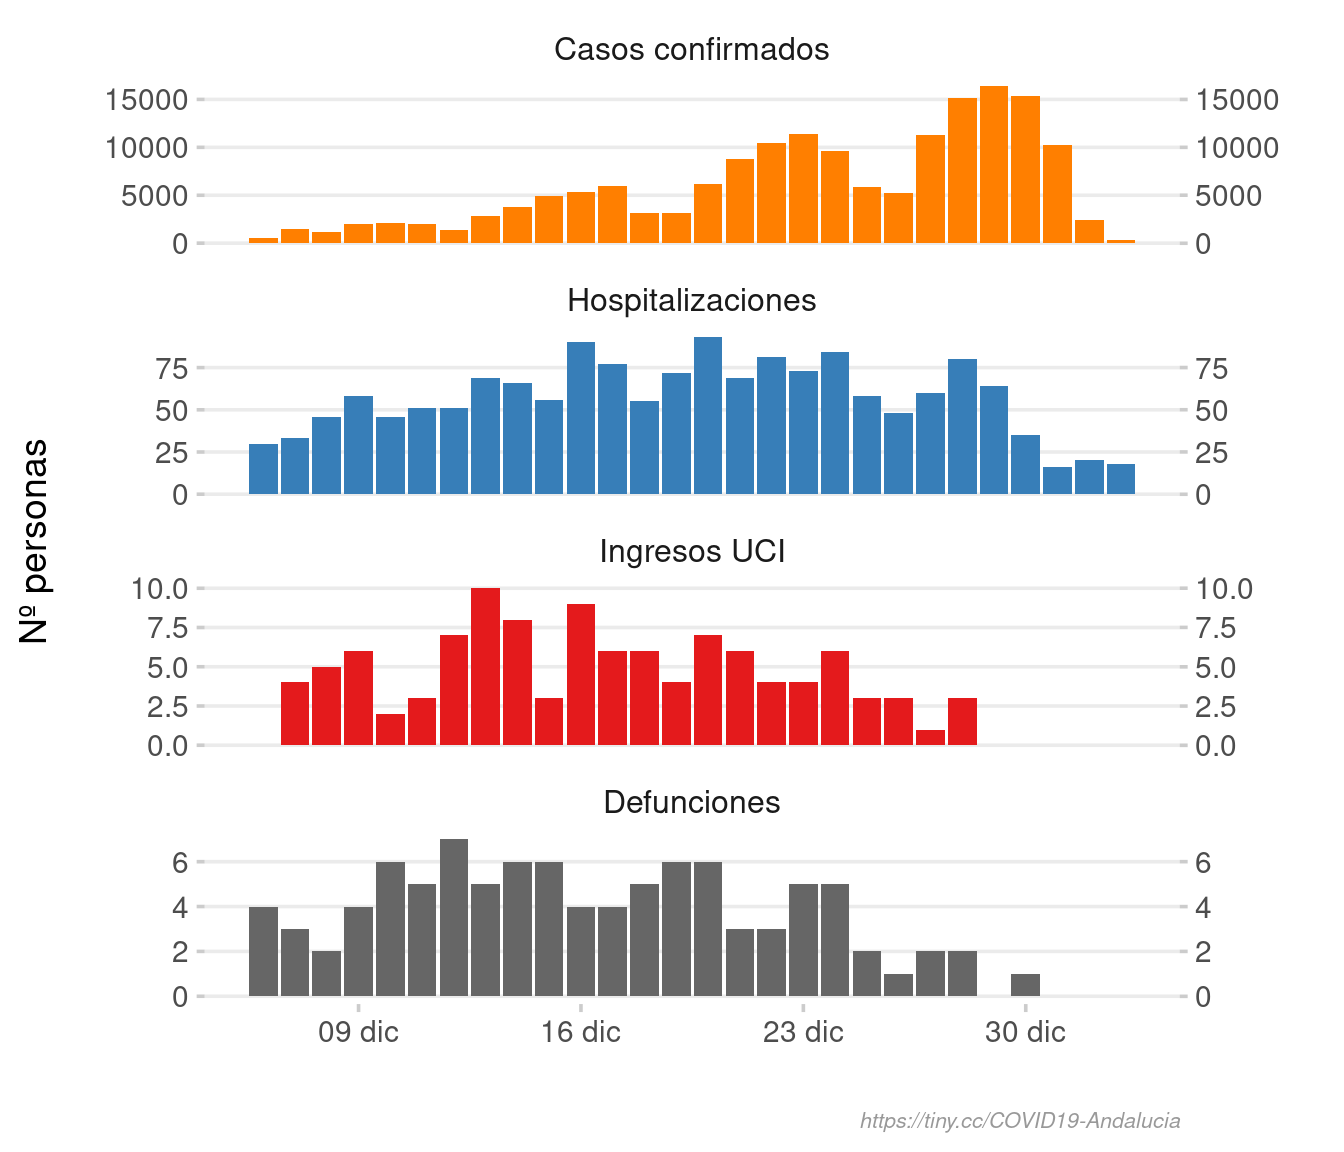 Casos confirmados
15000 15000
10000 10000
5000 5000
0 0
Hospitalizaciones
75 75
50 50
25 25
0 0
Nº personas
Ingresos UCI
10.0 10.0
7.5 7.5
5.0 5.0
2.5 2.5
0.0 0.0
Defunciones
6 6
4 4
2 2
0 0
09 dic 16 dic 23 dic 30 dic
https://tiny.cc/COVID19-Andalucia